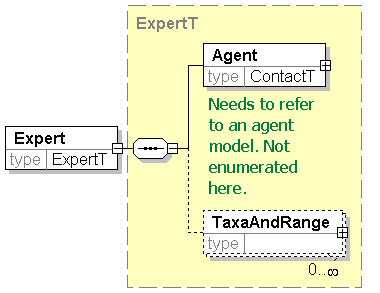 ExpertT
Agent
type ContactT
Needs to refer
to an agent
model. Not
enumerated
here.
Expert
type ExpertT
TaxaAndRange
type
0..∞